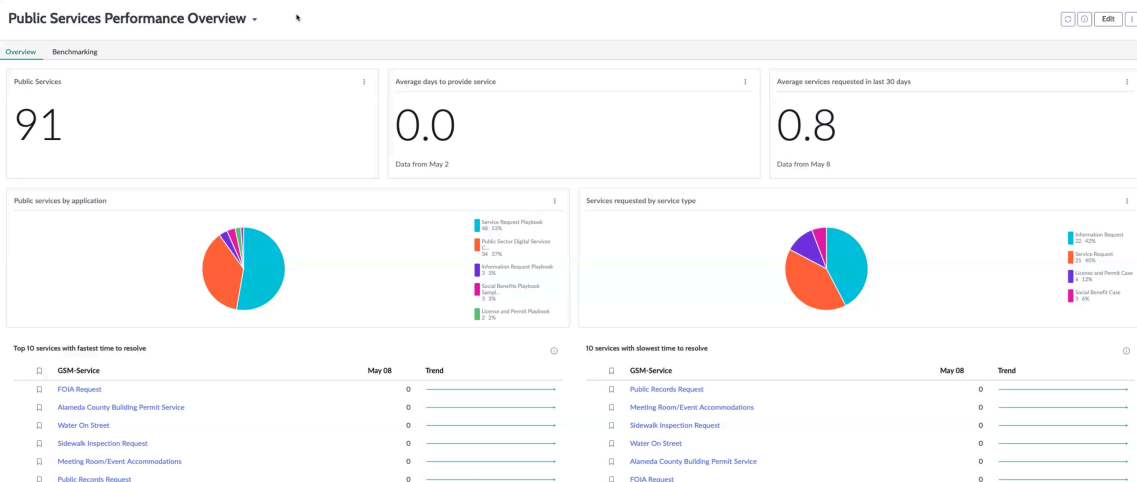 Public Services Performance Overview
Edit
Overview Benchmarking
Public Services
91
Average days to provide service
0.0
Data from May 2
Average services requested in last 30 days
0.8
Data from May 8
Public services by application
Service Request Playbook
48 53%
Public Sector Digital Services
C...
34 37%
Information Request Playbook
3 3%
Social Benefits Playbook
Sampl...
3 3%
License and Permit Playbook
2 2%
Services requested by service type
Information Request
22 42%
Service Request
21 40%
License and Permit Case
6 12%
Social Benefit Case
3 6%
Top 10 services with fastest time to resolve
GSM-Service May 08 Trend
FOIA Request 0
Alameda County Building Permit Service 0
Water On Street 0
Sidewalk Inspection Request 0
Meeting Room/Event Accommodations 0
Public Records Request 0
10 services with slowest time to resolve
GSM-Service May 08 Trend
Public Records Request 0
Meeting Room/Event Accommodations 0
Sidewalk Inspection Request 0
Water On Street 0
Alameda County Building Permit Service 0
FOIA Request 0